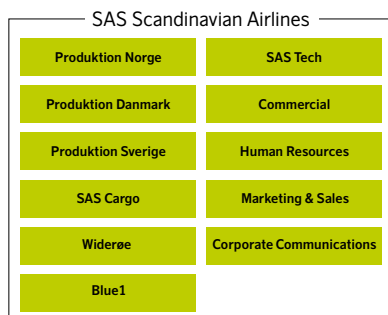 SAS Scandinavian Airlines
Produktion Norge
SAS Tech
Produktion Danmark
Commercial
Produktion Sverige
Human Resources
SAS Cargo
Marketing & Sales
Widerøe
Corporate Communications
Blue1